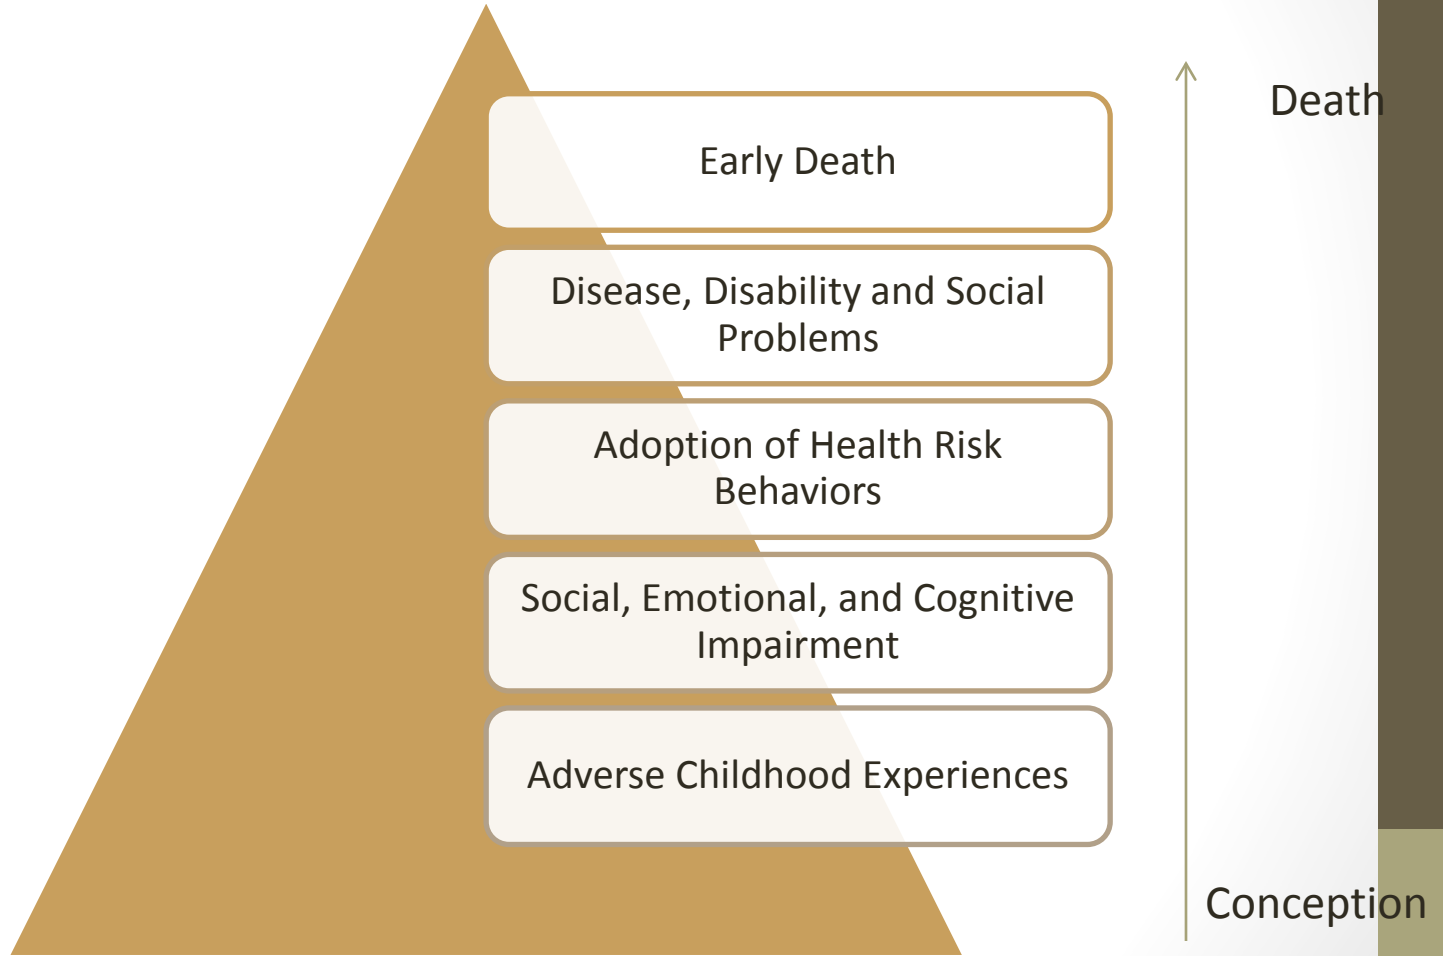 Death
Early Death
Disease, Disability and Social
Problems
Adoption of Health Risk
Behaviors
Social, Emotional, and Cognitive
Impairment
Adverse Childhood Experiences
Conception